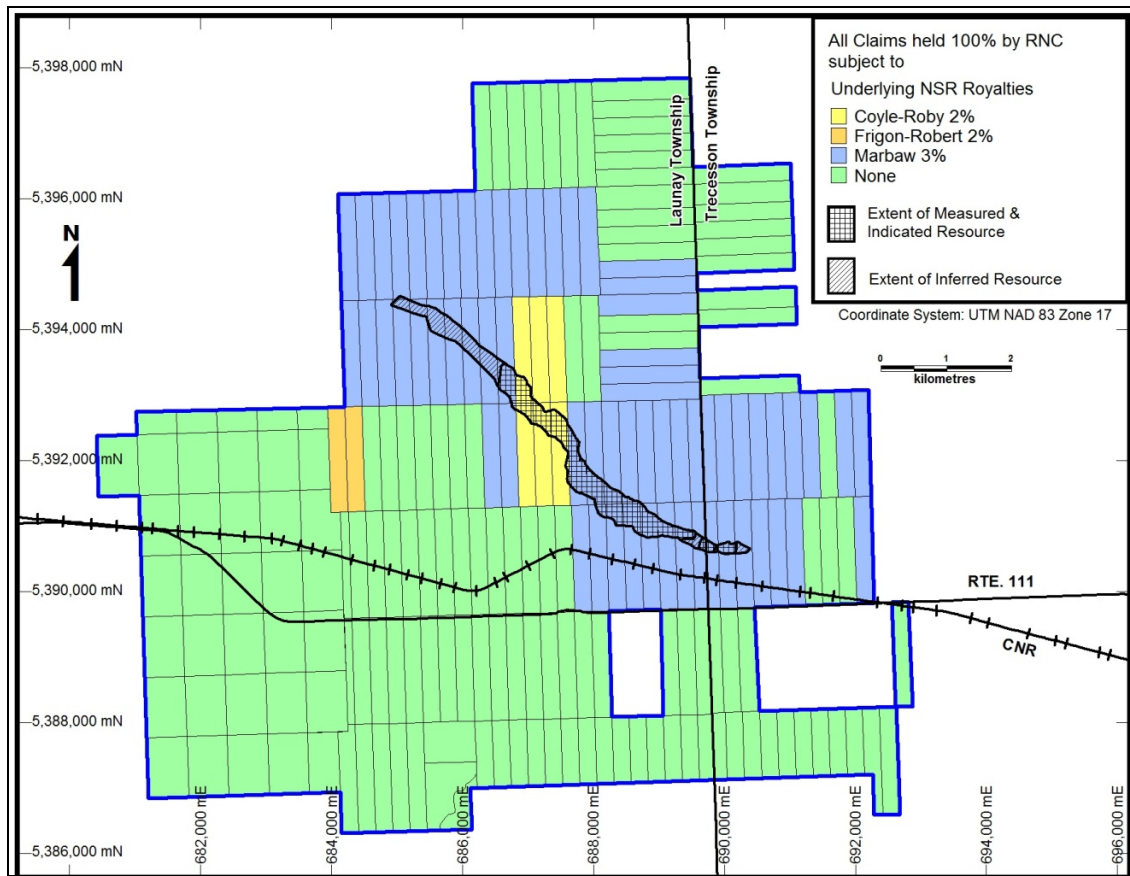 All Claims held 100% by RNC
subject to
Underlying NSR Royalties
Coyle-Roby 2%
Frigon-Robert 2%
Marbaw 3%
None
Extent of Measured &
Indicated Resource
Extent of Inferred Resource
Coordinate System: UTM NAD 83 Zone 17
0 1 2
kilometres
5,398,000 mN
5,396,000 mN
N
5,394,000 mN
5,392,000 mN
5,390,000 mN
5,388,000 mN
5,386,000 mN
Launay Township
Trecesson Township
RTE. 111
CNR
682,000 mE
684,000 mE
686,000 mE
688,000 mE
690,000 mE
692,000 mE
694,000 mE
696,000 mE